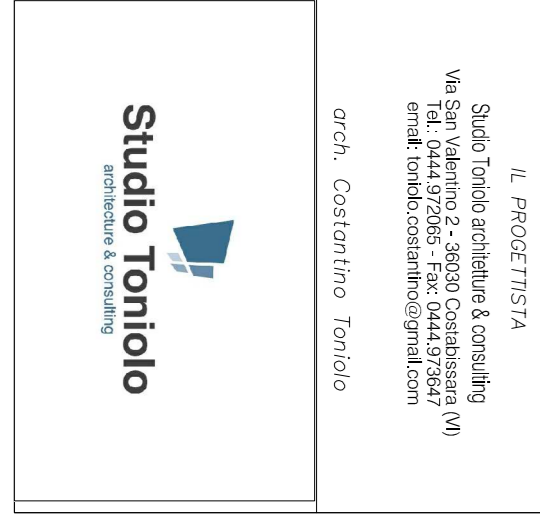 IL PROGETTISTA
Studio Toniolo architetture & consulting
Via San Valentino 2 - 36030 Costabissara (VI)
Tel.: 0444.972065 - Fax: 0444.973647
email: toniolo.costantino@gmail.com
arch. Costantino Toniolo
Studio Toniolo
architecture & consulting